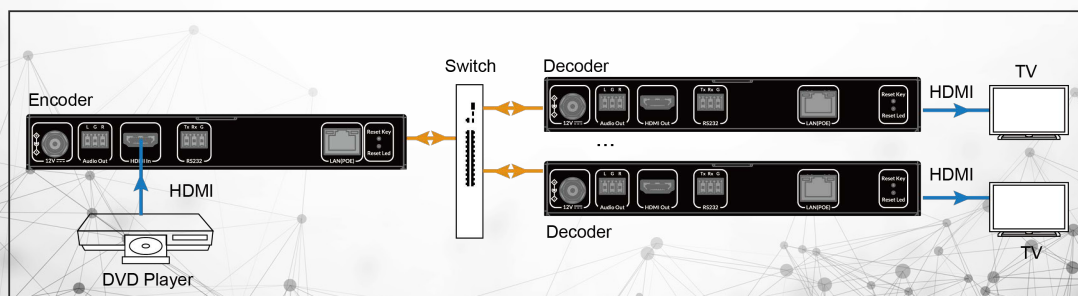 Encoder
L G R
Tx Rx G
Reset Key
12V
Audio Out
HDMI In
RS232
LAN(POE)
Reset Led
HDMI
DVD Player
Switch
Decoder
L G R
Tx Rx G
Reset Key
12V
Audio Out
HDMI Out
RS232
LAN(POE)
Reset Led
HDMI
TV
...
L G R
Tx Rx G
Reset Key
12V
Audio Out
HDMI Out
RS232
LAN(POE)
Reset Led
Decoder
HDMI
TV